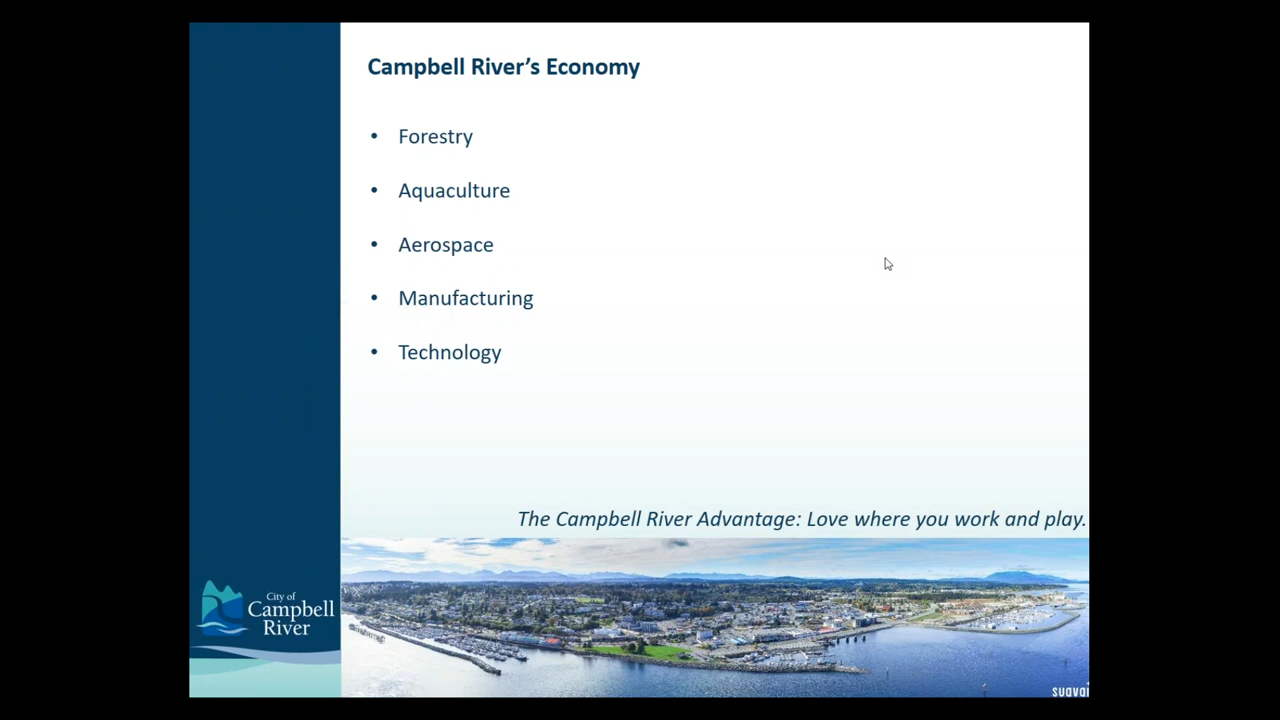 Campbell River's Economy
• Forestry
• Aquaculture
• Aerospace
• Manufacturing
• Technology
The Campbell River Advantage: Love where you work and play.
City of
Campbell
River